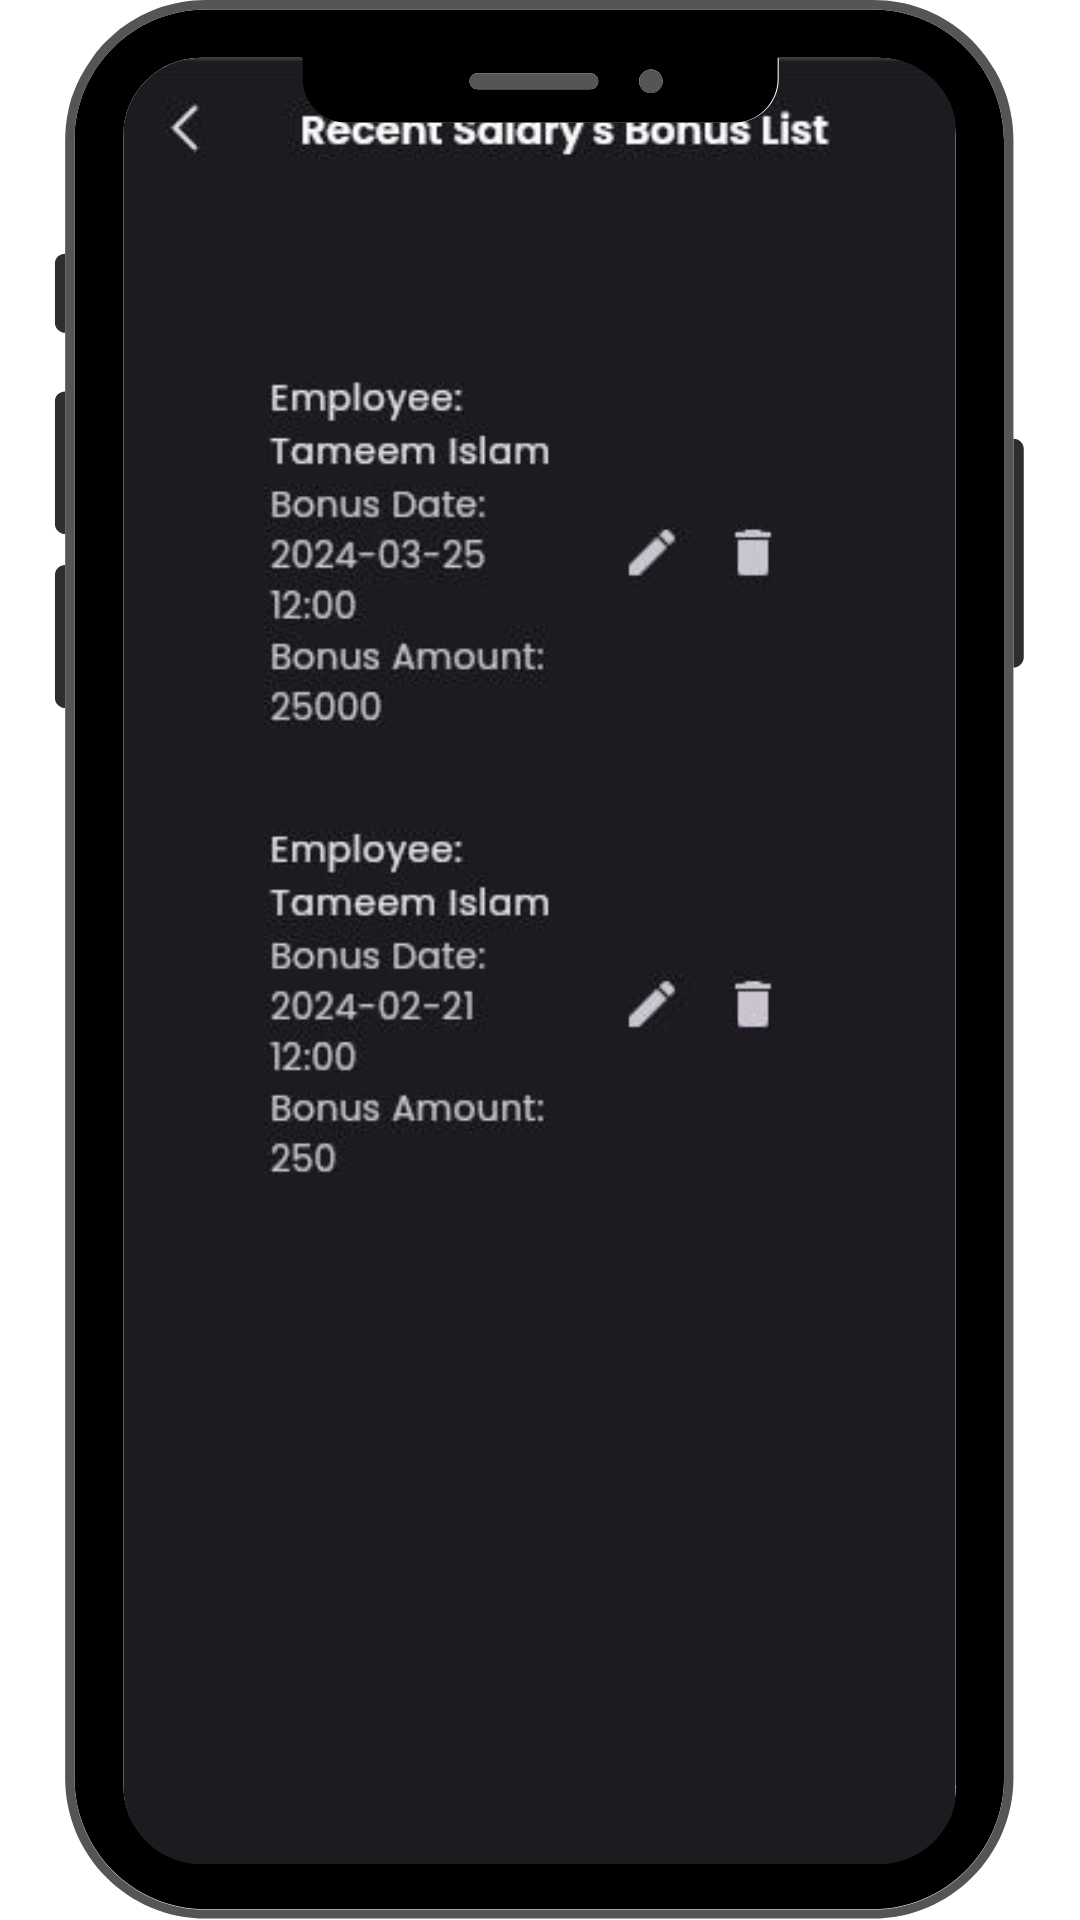 Recent Salary's Bonus List
Employee:
Tameem Islam
Bonus Date:
2024-03-25
12:00
Bonus Amount:
25000
Employee:
Tameem Islam
Bonus Date:
2024-02-21
12:00
Bonus Amount:
250